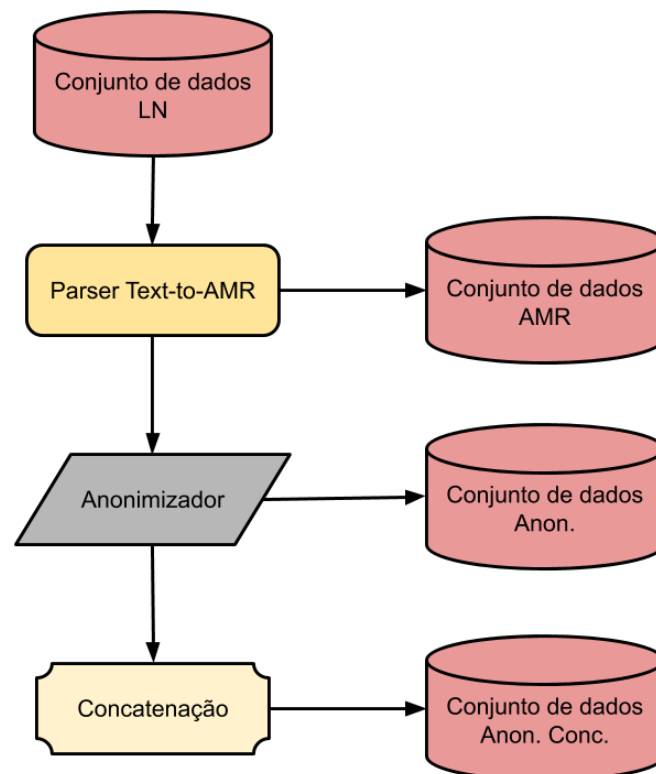 Conjunto de dados
LN
Parser Text-to-AMR
Conjunto de dados
AMR
Anonimizador
Conjunto de dados
Anon.
Concatenação
Conjunto de dados
Anon. Conc.